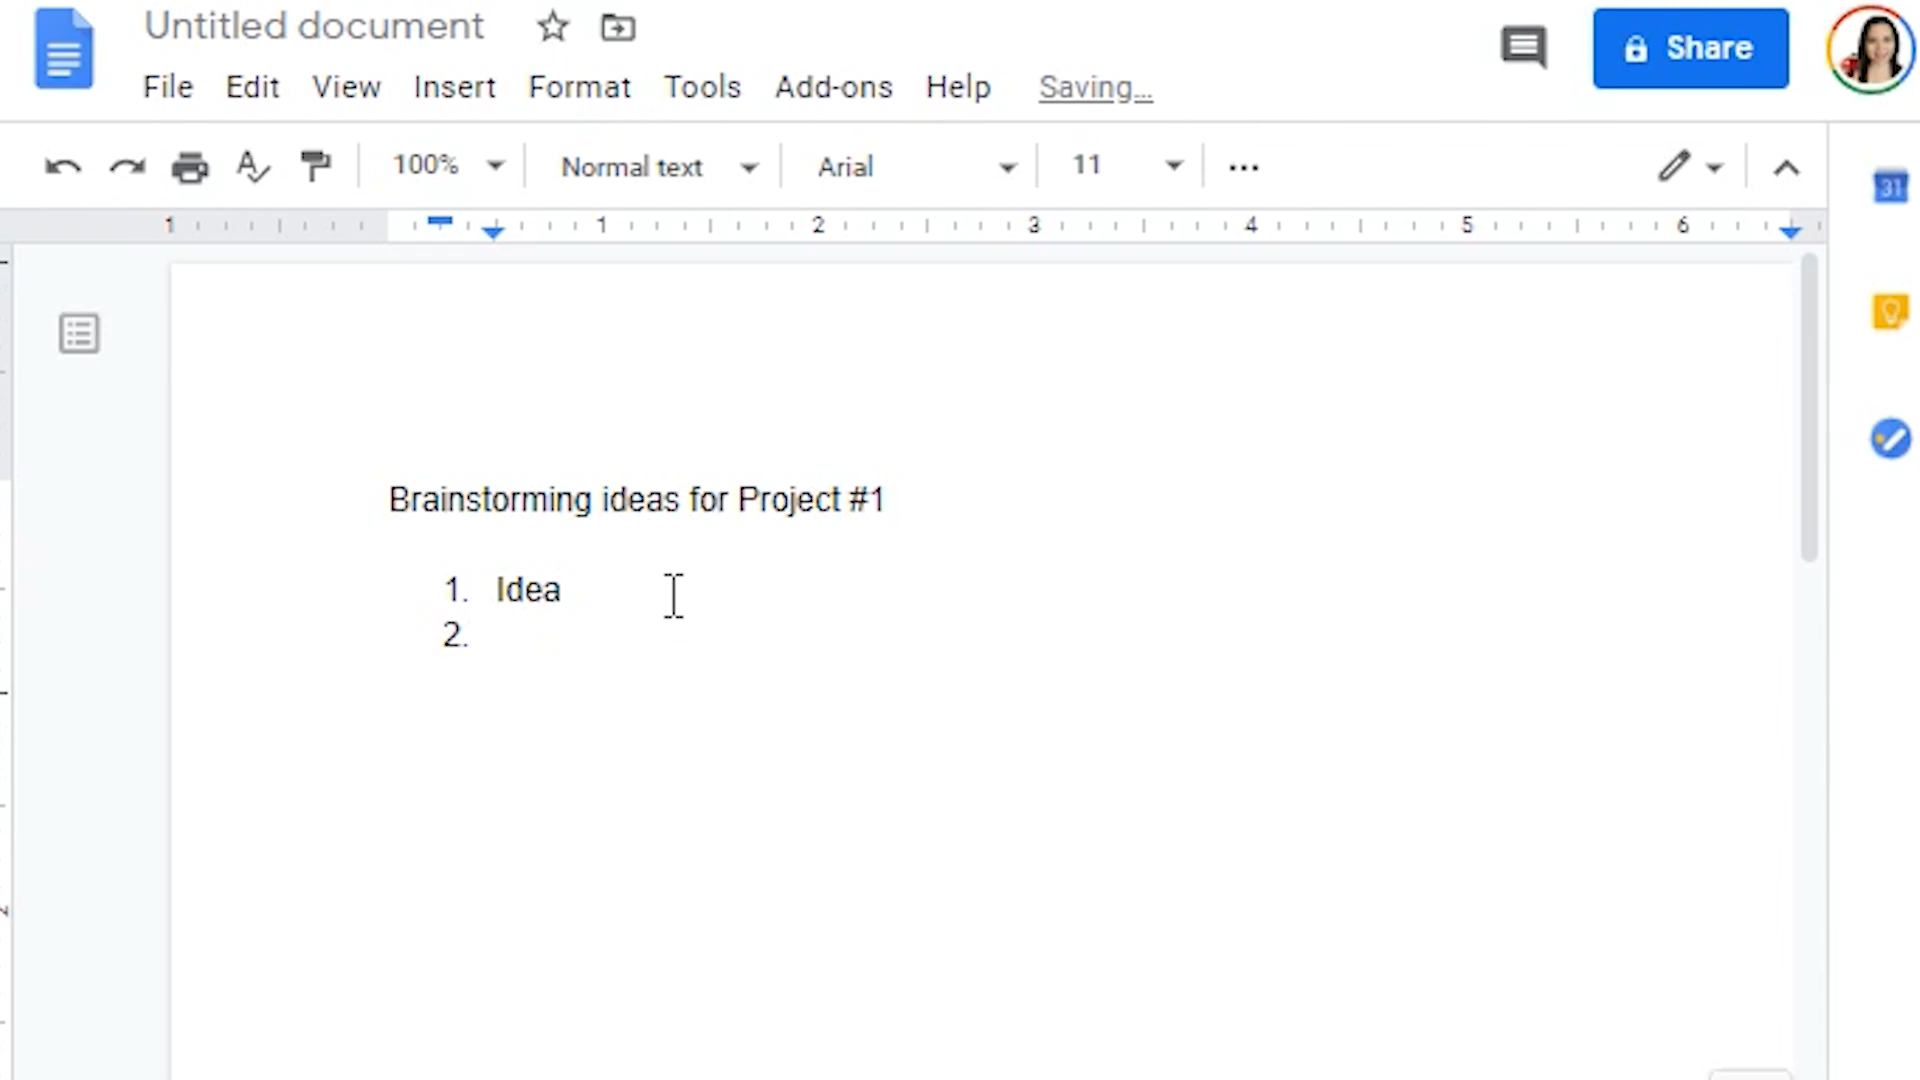 Untitled document
Share
File Edit View Insert Format Tools Add-ons Help Saving...
100% Normal text Arial 11
31
1 1 2 3 4 5 6
Brainstorming ideas for Project #1
1. Idea
2.
2